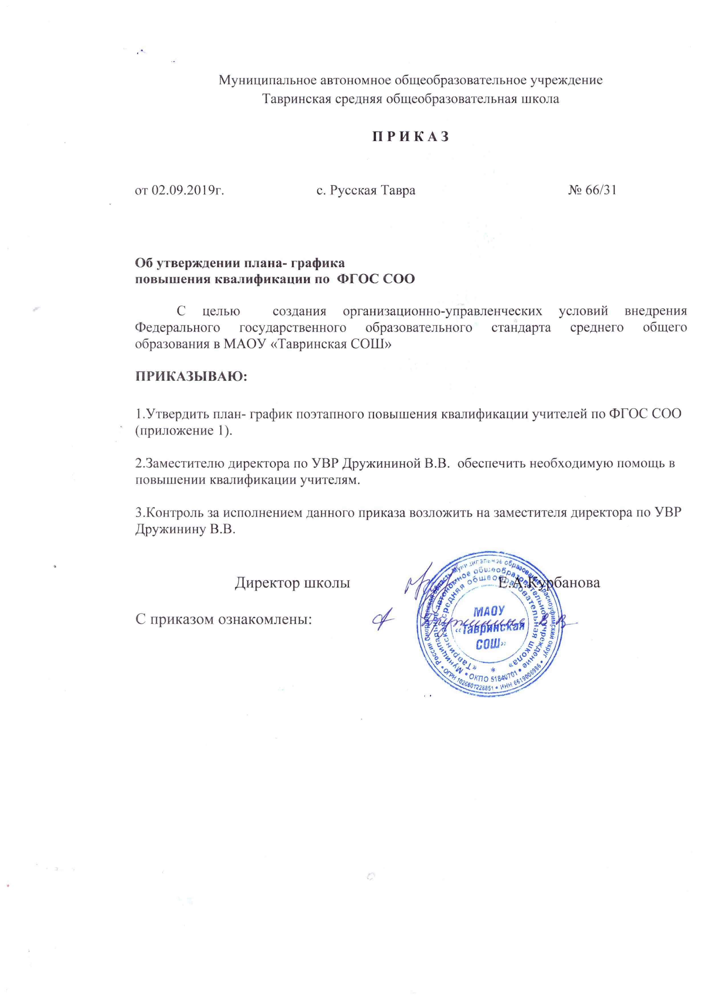 Муниципальное автономное общеобразовательное учреждение
Тавринская средняя общеобразовательная школа
П Р И К А З
от 02.09.2019г. с. Русская Тавра № 66/31
Об утверждении плана- графика
повышения квалификации по ФГОС СОО
С целью создания организационно-управленческих условий внедрения
Федерального государственного образовательного стандарта среднего общего
образования в МАОУ «Тавринская СОШ»
ПРИКАЗЫВАЮ:
1.Утвердить план- график поэтапного повышения квалификации учителей по ФГОС СОО
(приложение 1).
2.Заместителю директора по УВР Дружининой В.В. обеспечить необходимую помощь в
повышении квалификации учителям.
3.Контроль за исполнением данного приказа возложить на заместителя директора по УВР
Дружинину В.В.
Директор школы Е.А.Курбанова
С приказом ознакомлены: Дружинина В В
Россия Свердловская область Муниципальное образование Красноуфимский округ
• ОГРН 1026601228851 • ИНН 6619006986 •
Муниципальное автономное общеобразовательное учреждение
• ОКПО 51840701 •
«Тавринская средняя общеобразовательная школа»
*
МАОУ
«Тавринская
СОШ»